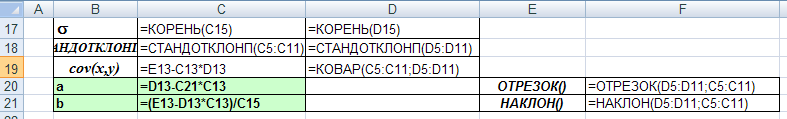 A B C D E F
17 σ =КОРЕНЬ(C15) =КОРЕНЬ(D15)
18 АНДОТКЛОНП =СТАНДОТКЛОНП(C5:C11) =СТАНДОТКЛОНП(D5:D11)
19 cov(x,y) =E13-C13*D13 =КОВАР(C5:C11;D5:D11)
20 a =D13-C21*C13 ОТРЕЗОК() =ОТРЕЗОК(D5:D11;C5:C11)
21 b =(E13-D13*C13)/C15 НАКЛОН() =НАКЛОН(D5:D11;C5:C11)